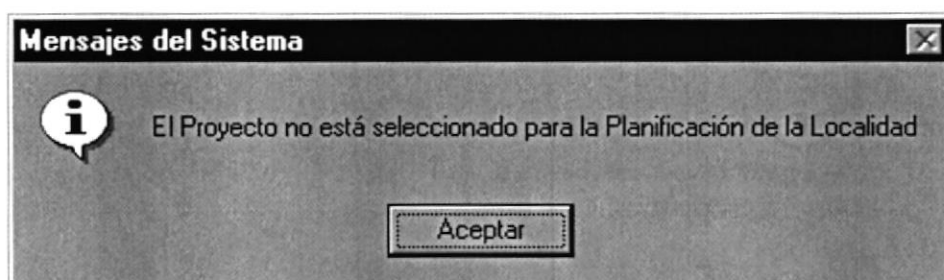 Mensajes del Sistema
El Proyecto no está seleccionado para la Planificación de la Localidad
Aceptar